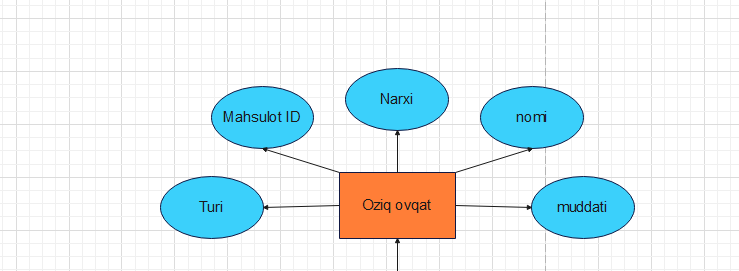 Narxi
Mahsulot ID
nomi
Turi
Oziq ovqat
muddati